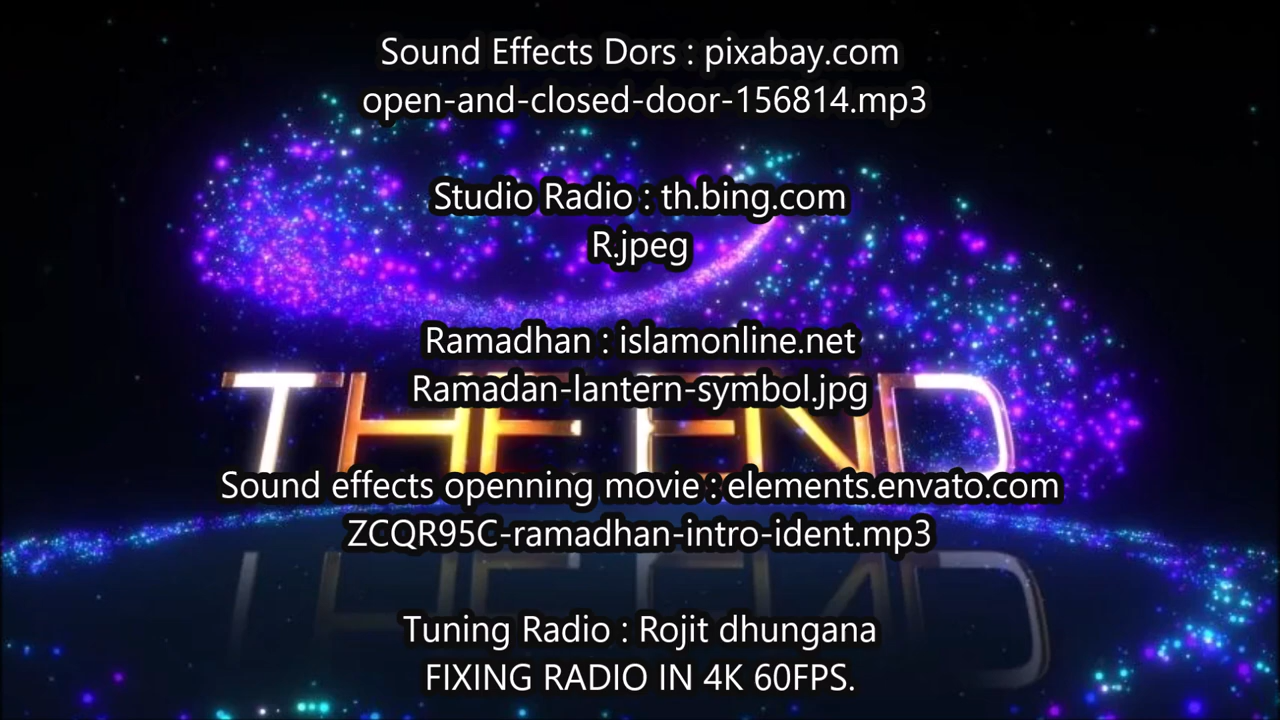 Sound Effects Dors : pixabay.com
open-and-closed-door-156814.mp3
Studio Radio : th.bing.com
R.jpeg
Ramadhan : islamonline.net
Ramadan-lantern-symbol.jpg
THE END
Sound effects openning movie : elements.envato.com
ZCQR95C-ramadhan-intro-ident.mp3
Tuning Radio : Rojit dhungana
FIXING RADIO IN 4K 60FPS.